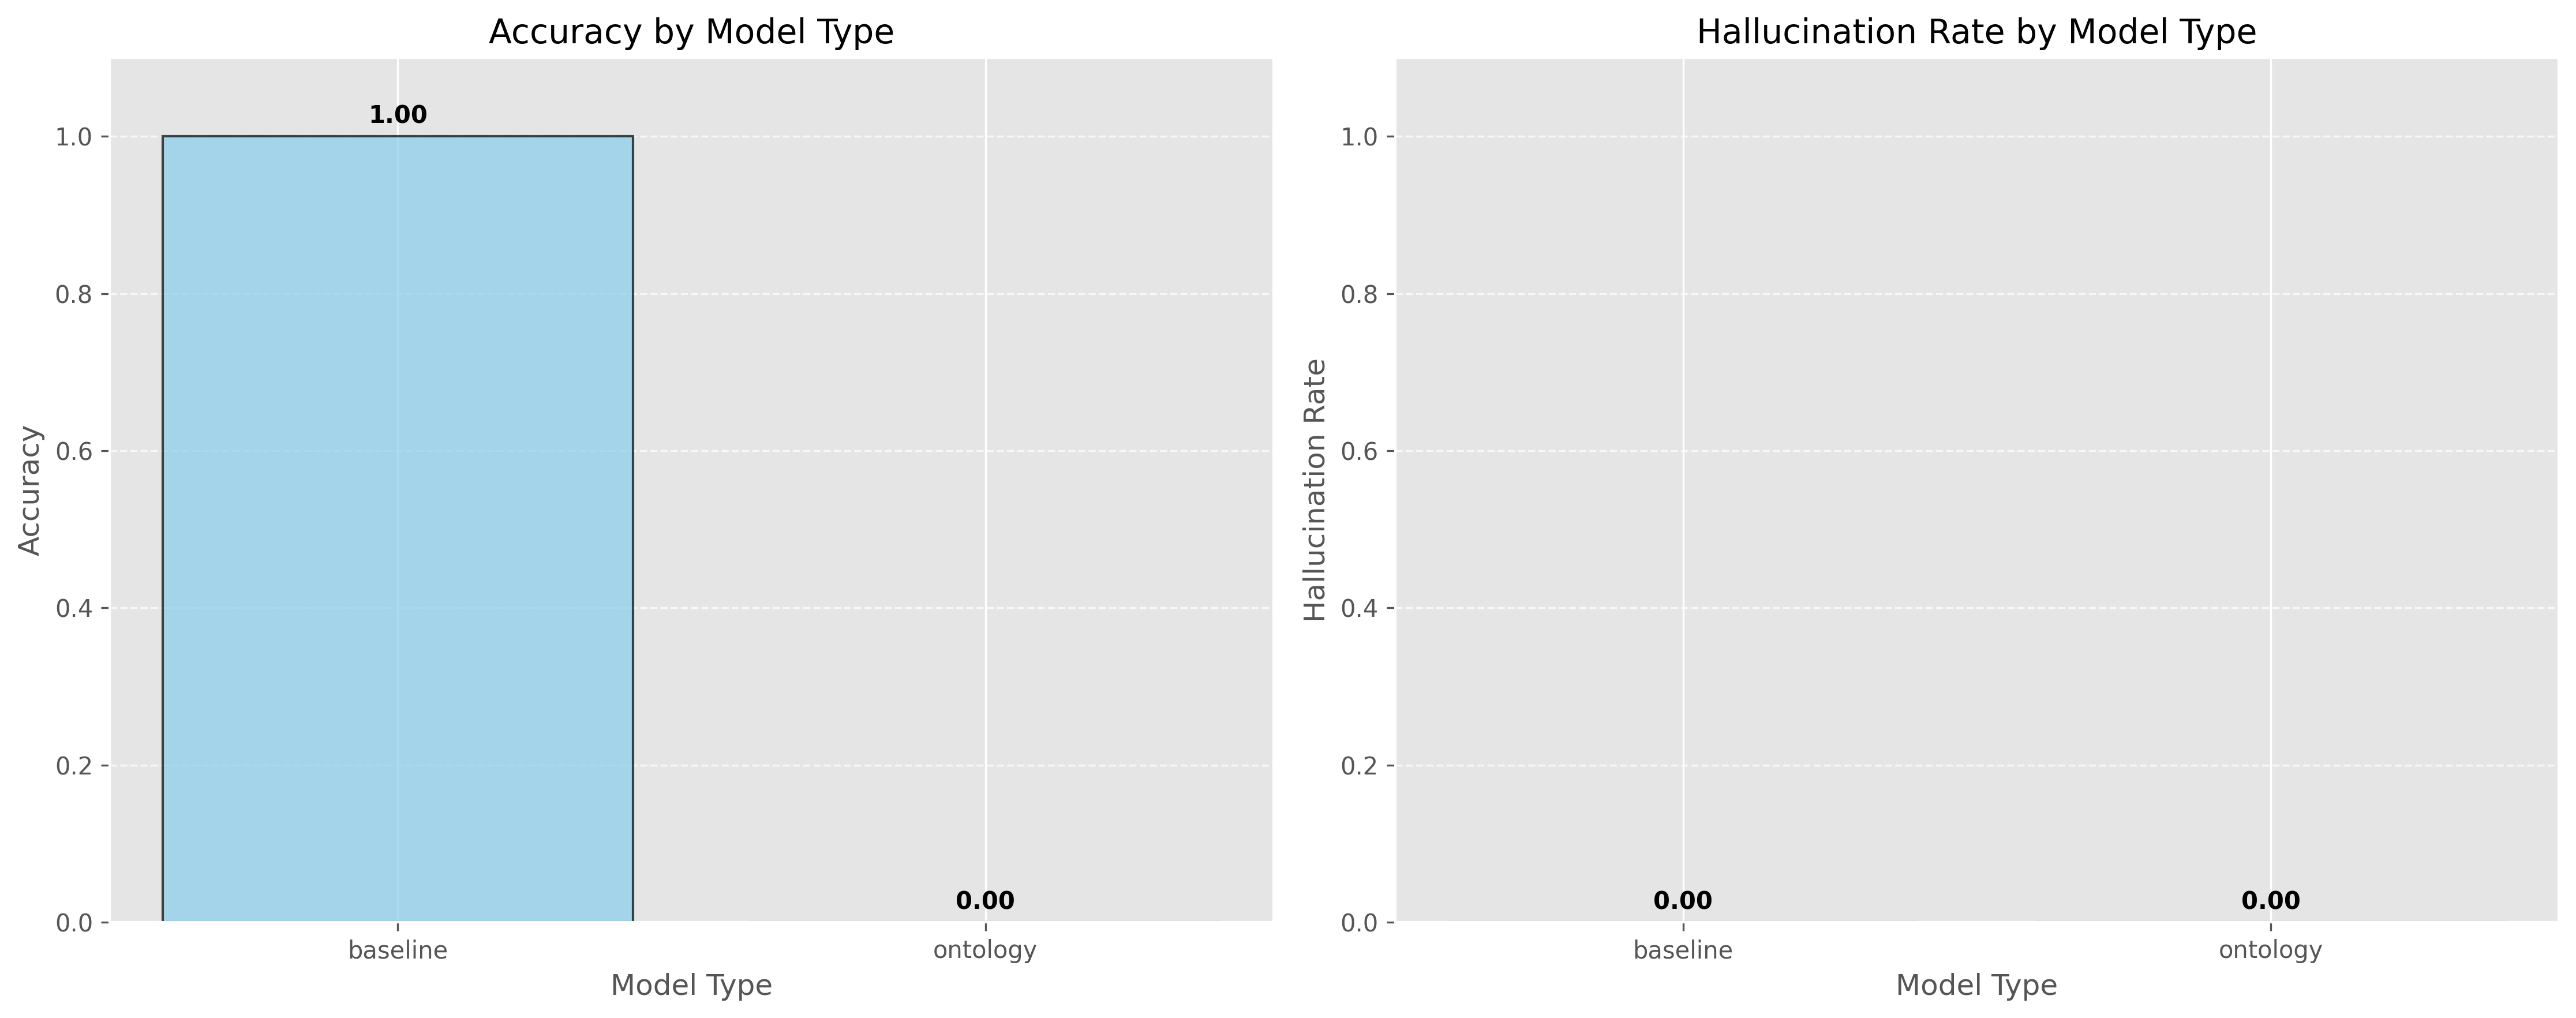 Accuracy by Model Type
Accuracy
1.0
0.8
0.6
0.4
0.2
0.0
1.00
0.00
baseline
ontology
Model Type
Hallucination Rate by Model Type
Hallucination Rate
1.0
0.8
0.6
0.4
0.2
0.0
0.00
0.00
baseline
ontology
Model Type